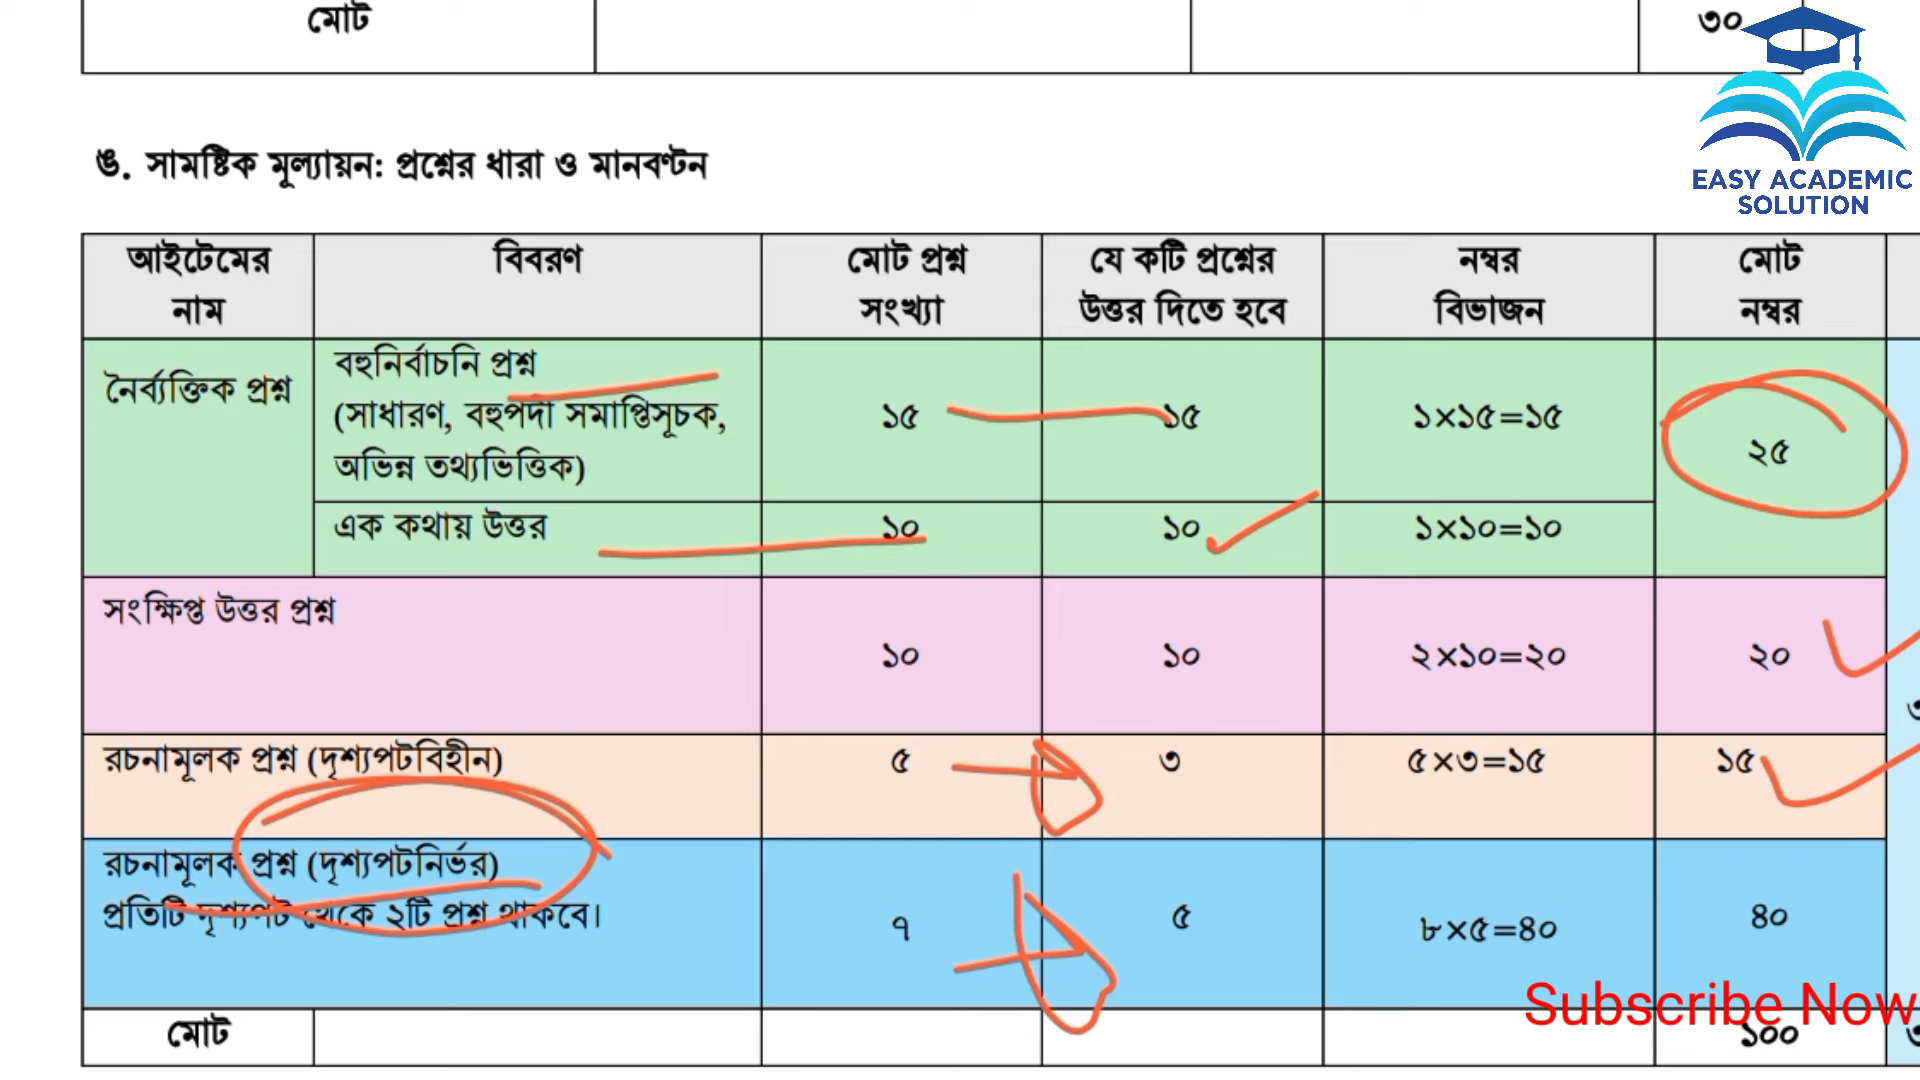 মোট ৩০
EASY ACADEMIC
SOLUTION
ঙ. সামষ্টিক মূল্যায়ন: প্রশ্নের ধারা ও মানবণ্টন
আইটেমের নাম বিবরণ মোট প্রশ্ন সংখ্যা যে কটি প্রশ্নের উত্তর দিতে হবে নম্বর বিভাজন মোট নম্বর
নৈর্ব্যক্তিক প্রশ্ন
বহুনির্বাচনি প্রশ্ন
(সাধারণ, বহুপদী সমাপ্তিসূচক, ১৫ ১৫ ১×১৫=১৫ ২৫
অভিন্ন তথ্যভিত্তিক)
এক কথায় উত্তর ১০ ১০ ১×১০=১০
সংক্ষিপ্ত উত্তর প্রশ্ন ১০ ১০ ২×১০=২০ ২০
রচনামূলক প্রশ্ন (দৃশ্যপটবিহীন) ৫ ৩ ৫×৩=১৫ ১৫
রচনামূলক প্রশ্ন (দৃশ্যপটনির্ভর)
প্রতিটি দৃশ্যপট থেকে ২টি প্রশ্ন থাকবে। ৭ ৫ ৮×৫=৪০ ৪০
Subscribe Now
মোট ১০০